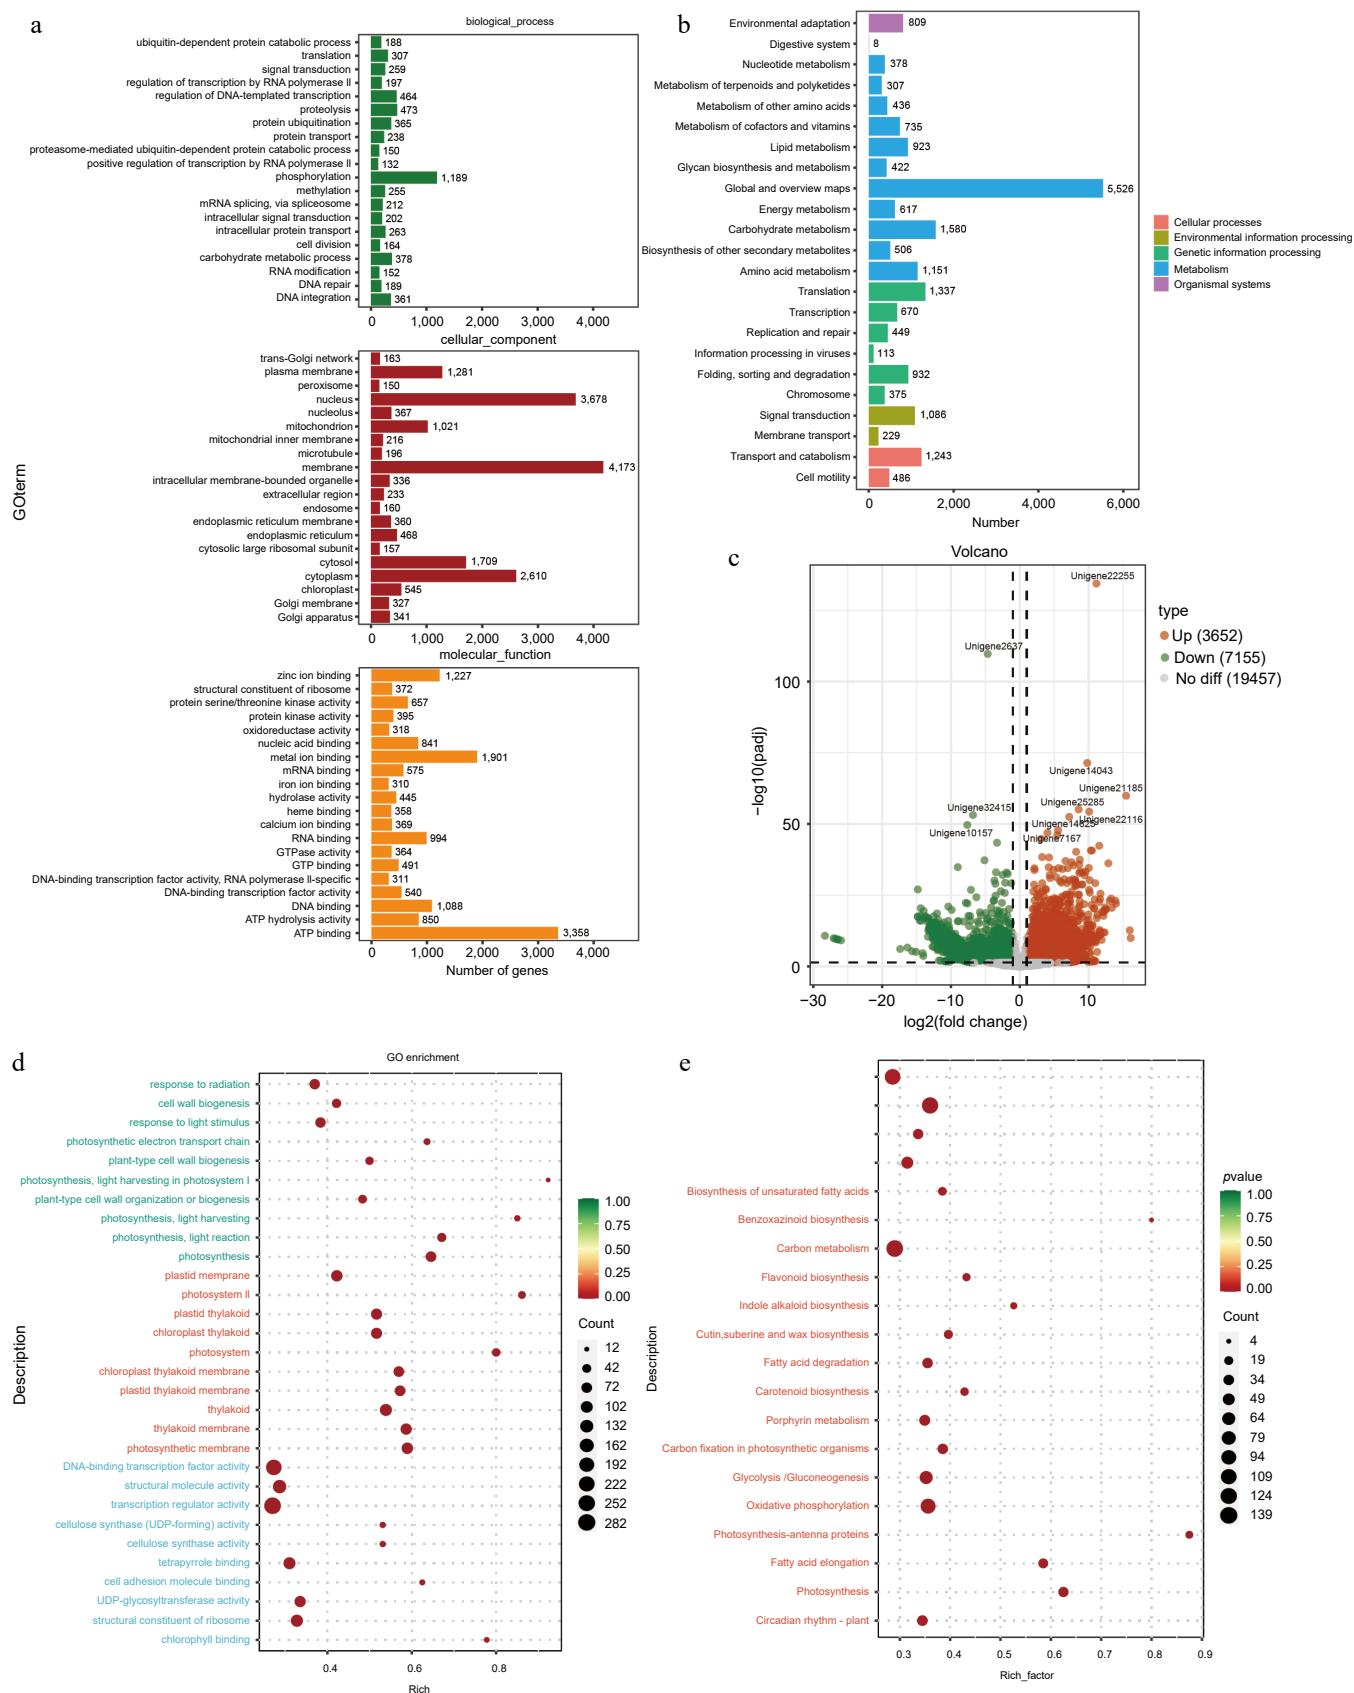 a
biological_process
ubiquitin-dependent protein catabolic process 188
translation 307
signal transduction 259
regulation of transcription by RNA polymerase II 197
regulation of DNA-templated transcription 464
proteolysis 473
protein ubiquitination 365
protein transport 238
proteasome-mediated ubiquitin-dependent protein catabolic process 150
positive regulation of transcription by RNA polymerase II 132
phosphorylation 1,189
methylation 255
mRNA splicing, via spliceosome 212
intracellular signal transduction 202
intracellular protein transport 263
cell division 164
carbohydrate metabolic process 378
RNA modification 152
DNA repair 189
DNA integration 361
0 1,000 2,000 3,000 4,000
cellular_component
trans-Golgi network 163
plasma membrane 1,281
peroxisome 150
nucleus 3,678
nucleolus 367
mitochondrion 1,021
mitochondrial inner membrane 216
microtubule 196
membrane 4,173
intracellular membrane-bounded organelle 336
extracellular region 233
endosome 160
endoplasmic reticulum membrane 360
endoplasmic reticulum 468
cytosolic large ribosomal subunit 157
cytosol 1,709
cytoplasm 2,610
chloroplast 545
Golgi membrane 327
Golgi apparatus 341
0 1,000 2,000 3,000 4,000
GOterm
molecular_function
zinc ion binding 1,227
structural constituent of ribosome 372
protein serine/threonine kinase activity 657
protein kinase activity 395
oxidoreductase activity 318
nucleic acid binding 841
metal ion binding 1,901
mRNA binding 575
iron ion binding 310
hydrolase activity 445
heme binding 358
calcium ion binding 369
RNA binding 994
GTPase activity 364
GTP binding 491
DNA-binding transcription factor activity, RNA polymerase II-specific 311
DNA-binding transcription factor activity 540
DNA binding 1,088
ATP hydrolysis activity 850
ATP binding 3,358
0 1,000 2,000 3,000 4,000
Number of genes
b
Environmental adaptation 809
Digestive system 8
Nucleotide metabolism 378
Metabolism of terpenoids and polyketides 307
Metabolism of other amino acids 436
Metabolism of cofactors and vitamins 735
Lipid metabolism 923
Glycan biosynthesis and metabolism 422
Global and overview maps 5,526
Energy metabolism 617
Carbohydrate metabolism 1,580
Biosynthesis of other secondary metabolites 506
Amino acid metabolism 1,151
Translation 1,337
Transcription 670
Replication and repair 449
Information processing in viruses 113
Folding, sorting and degradation 932
Chromosome 375
Signal transduction 1,086
Membrane transport 229
Transport and catabolism 1,243
Cell motility 486
0 2,000 4,000 6,000
Number
Cellular processes
Environmental information processing
Genetic information processing
Metabolism
Organismal systems
c
Volcano
Unigene22255
Unigene2637
Unigene14043
Unigene21185
Unigene25285
Unigene32415
Unigene22116
Unigene14625
Unigene10157
Unigene7167
100
50
0
−log10(padj)
−30 −20 −10 0 10
log2(fold change)
type
Up (3652)
Down (7155)
No diff (19457)
d
GO enrichment
response to radiation
cell wall biogenesis
response to light stimulus
photosynthetic electron transport chain
plant-type cell wall biogenesis
photosynthesis, light harvesting in photosystem I
plant-type cell wall organization or biogenesis
photosynthesis, light harvesting
photosynthesis, light reaction
photosynthesis
plastid membrane
photosystem II
plastid thylakoid
chloroplast thylakoid
photosystem
chloroplast thylakoid membrane
plastid thylakoid membrane
thylakoid
thylakoid membrane
photosynthetic membrane
DNA-binding transcription factor activity
structural molecule activity
transcription regulator activity
cellulose synthase (UDP-forming) activity
cellulose synthase activity
tetrapyrrole binding
cell adhesion molecule binding
UDP-glycosyltransferase activity
structural constituent of ribosome
chlorophyll binding
Description
0.4 0.6 0.8
Rich
1.00
0.75
0.50
0.25
0.00
Count
12
42
72
102
132
162
192
222
252
282
e
Biosynthesis of unsaturated fatty acids
Benzoxazinoid biosynthesis
Carbon metabolism
Flavonoid biosynthesis
Indole alkaloid biosynthesis
Cutin,suberine and wax biosynthesis
Fatty acid degradation
Carotenoid biosynthesis
Porphyrin metabolism
Carbon fixation in photosynthetic organisms
Glycolysis /Gluconeogenesis
Oxidative phosphorylation
Photosynthesis-antenna proteins
Fatty acid elongation
Photosynthesis
Circadian rhythm - plant
Description
0.3 0.4 0.5 0.6 0.7 0.8 0.9
Rich_factor
pvalue
1.00
0.75
0.50
0.25
0.00
Count
4
19
34
49
64
79
94
109
124
139